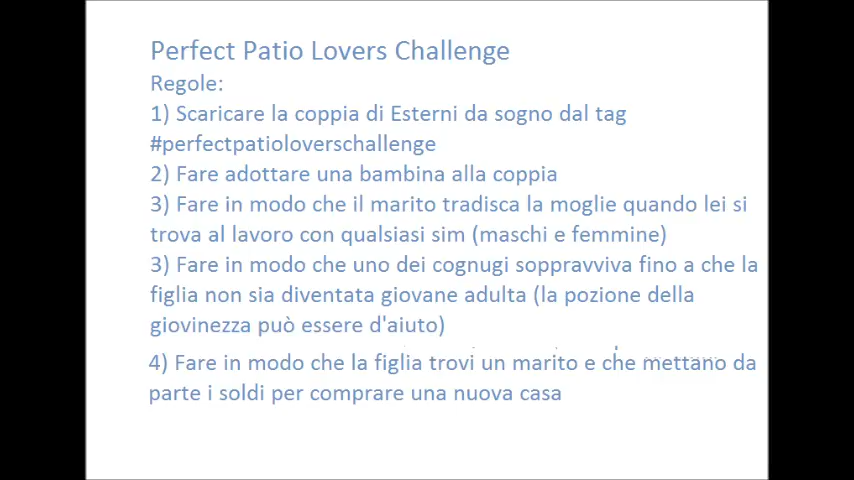 Perfect Patio Lovers Challenge
Regole:
1) Scaricare la coppia di Esterni da sogno dal tag
#perfectpatioloverschallenge
2) Fare adottare una bambina alla coppia
3) Fare in modo che il marito tradisca la moglie quando lei si
trova al lavoro con qualsiasi sim (maschi e femmine)
3) Fare in modo che uno dei cognugi soppravviva fino a che la
figlia non sia diventata giovane adulta (la pozione della
giovinezza può essere d'aiuto)
4) Fare in modo che la figlia trovi un marito e che mettano da
parte i soldi per comprare una nuova casa